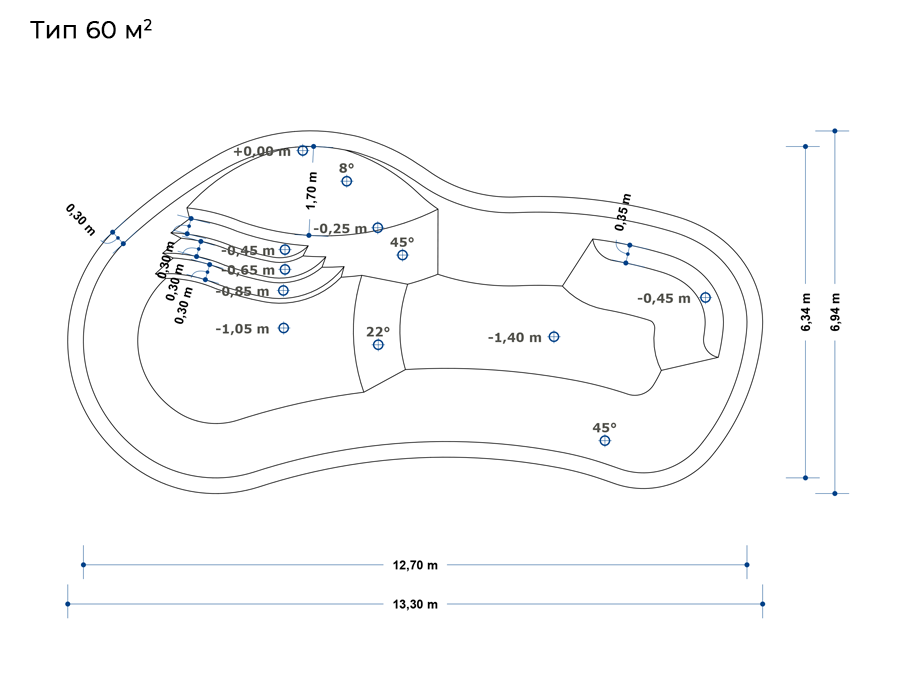 Тип 60 м²
+0,00 m
8°
1,70 m
0,30 m
-0,25 m
0,35 m
45°
-0,45 m
0,30 m
-0,65 m
0,30 m
-0,85 m
0,30 m
-0,45 m
-1,05 m
22°
-1,40 m
6,34 m
6,94 m
45°
12,70 m
13,30 m